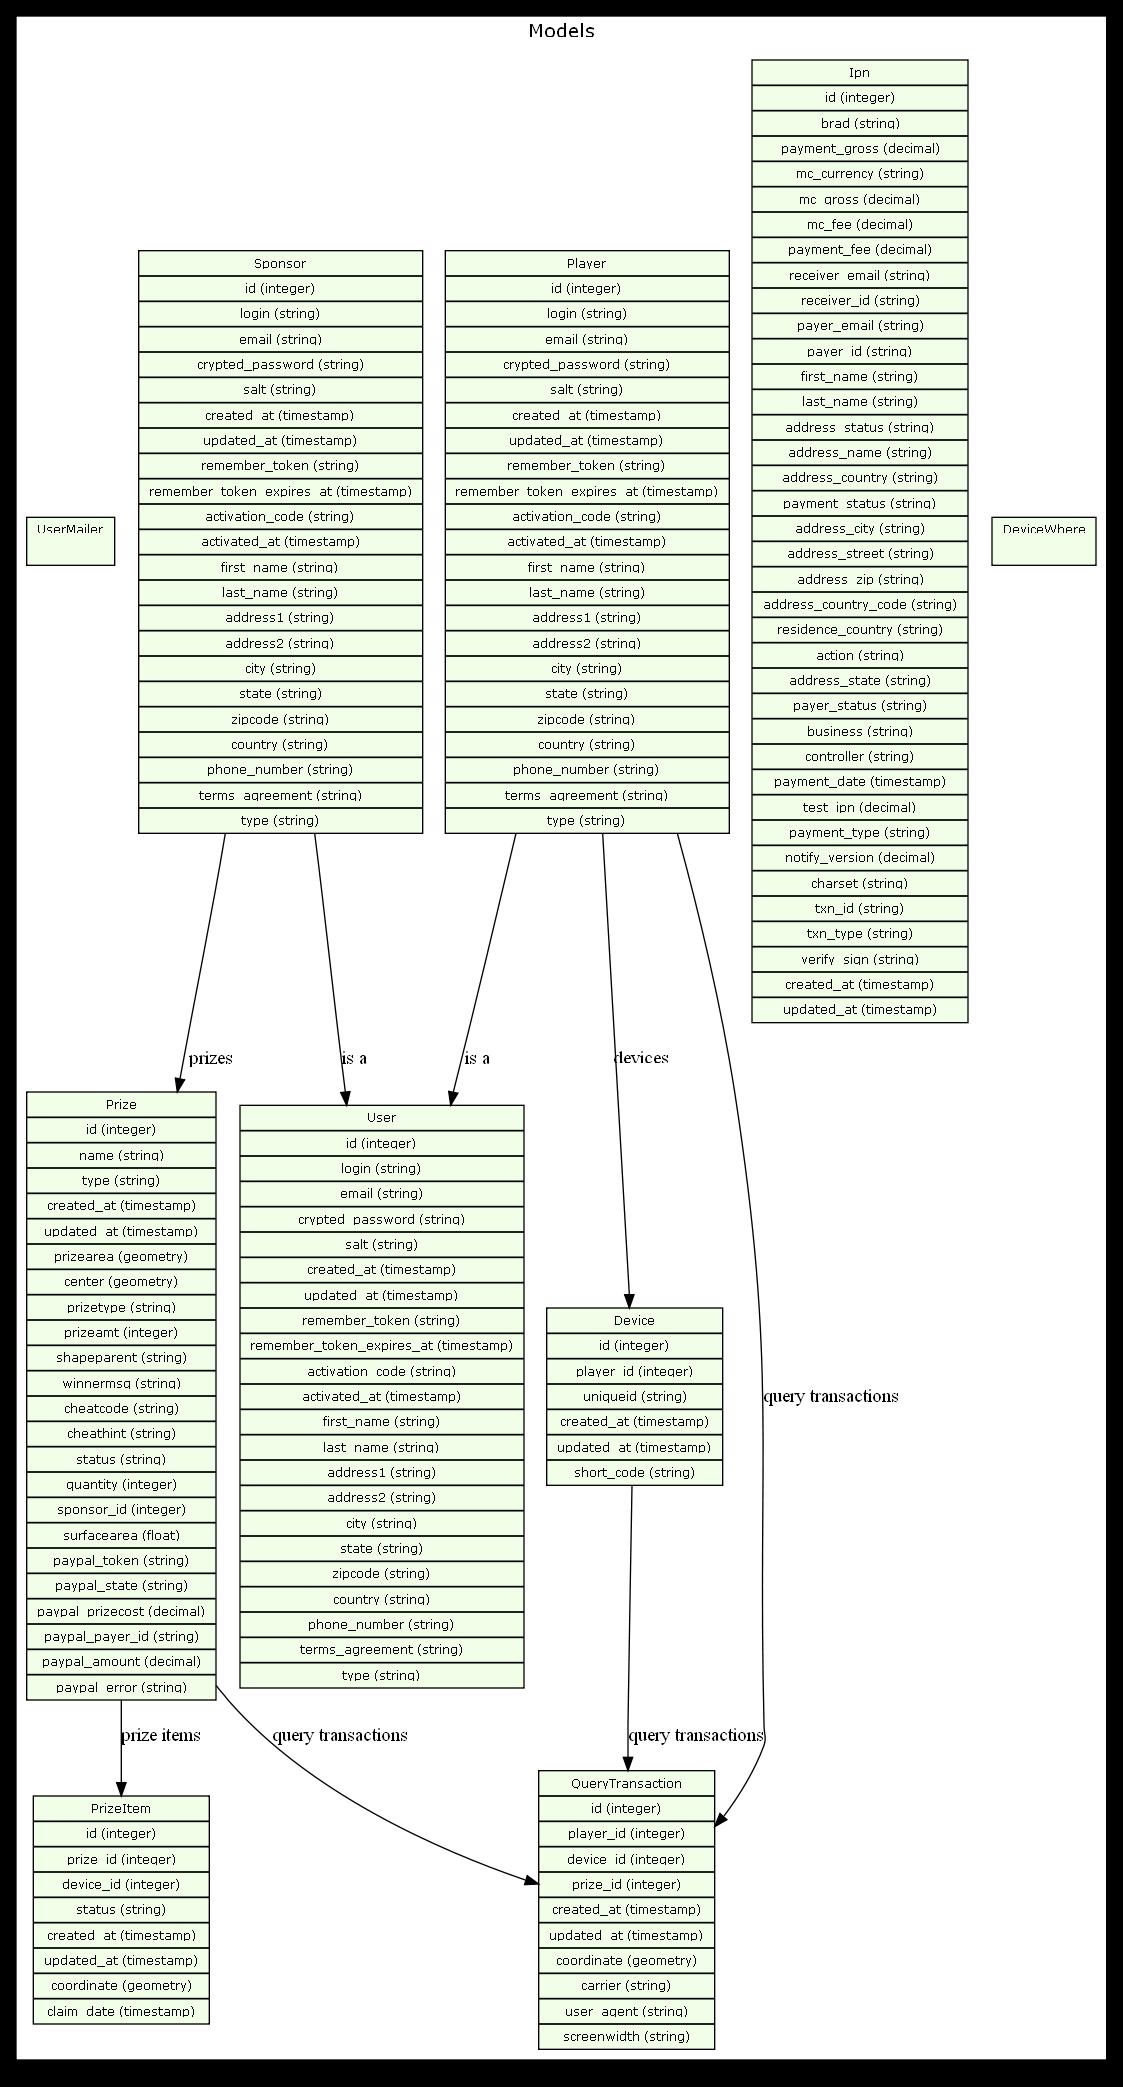 Models
Ipn
id (integer)
brad (string)
payment_gross (decimal)
mc_currency (string)
mc_gross (decimal)
mc_fee (decimal)
payment_fee (decimal)
receiver_email (string)
receiver_id (string)
payer_email (string)
payer_id (string)
first_name (string)
last_name (string)
address_status (string)
address_name (string)
address_country (string)
payment_status (string)
address_city (string)
address_street (string)
address_zip (string)
address_country_code (string)
residence_country (string)
action (string)
address_state (string)
payer_status (string)
business (string)
controller (string)
payment_date (timestamp)
test_ipn (decimal)
payment_type (string)
notify_version (decimal)
charset (string)
txn_id (string)
txn_type (string)
verify_sign (string)
created_at (timestamp)
updated_at (timestamp)
Sponsor
id (integer)
login (string)
email (string)
crypted_password (string)
salt (string)
created_at (timestamp)
updated_at (timestamp)
remember_token (string)
remember_token_expires_at (timestamp)
activation_code (string)
activated_at (timestamp)
first_name (string)
last_name (string)
address1 (string)
address2 (string)
city (string)
state (string)
zipcode (string)
country (string)
phone_number (string)
terms_agreement (string)
type (string)
Player
id (integer)
login (string)
email (string)
crypted_password (string)
salt (string)
created_at (timestamp)
updated_at (timestamp)
remember_token (string)
remember_token_expires_at (timestamp)
activation_code (string)
activated_at (timestamp)
first_name (string)
last_name (string)
address1 (string)
address2 (string)
city (string)
state (string)
zipcode (string)
country (string)
phone_number (string)
terms_agreement (string)
type (string)
UserMailer
DeviceWhere
prizes
is a
is a
devices
Prize
id (integer)
name (string)
type (string)
created_at (timestamp)
updated_at (timestamp)
prizearea (geometry)
center (geometry)
prizetype (string)
prizeamt (integer)
shapeparent (string)
winnermsg (string)
cheatcode (string)
cheathint (string)
status (string)
quantity (integer)
sponsor_id (integer)
surfacearea (float)
paypal_token (string)
paypal_state (string)
paypal_prizecost (decimal)
paypal_payer_id (string)
paypal_amount (decimal)
paypal_error (string)
User
id (integer)
login (string)
email (string)
crypted_password (string)
salt (string)
created_at (timestamp)
updated_at (timestamp)
remember_token (string)
remember_token_expires_at (timestamp)
activation_code (string)
activated_at (timestamp)
first_name (string)
last_name (string)
address1 (string)
address2 (string)
city (string)
state (string)
zipcode (string)
country (string)
phone_number (string)
terms_agreement (string)
type (string)
Device
id (integer)
player_id (integer)
uniqueid (string)
created_at (timestamp)
updated_at (timestamp)
short_code (string)
query transactions
prize items
query transactions
query transactions
PrizeItem
id (integer)
prize_id (integer)
device_id (integer)
status (string)
created_at (timestamp)
updated_at (timestamp)
coordinate (geometry)
claim_date (timestamp)
QueryTransaction
id (integer)
player_id (integer)
device_id (integer)
prize_id (integer)
created_at (timestamp)
updated_at (timestamp)
coordinate (geometry)
carrier (string)
user_agent (string)
screenwidth (string)